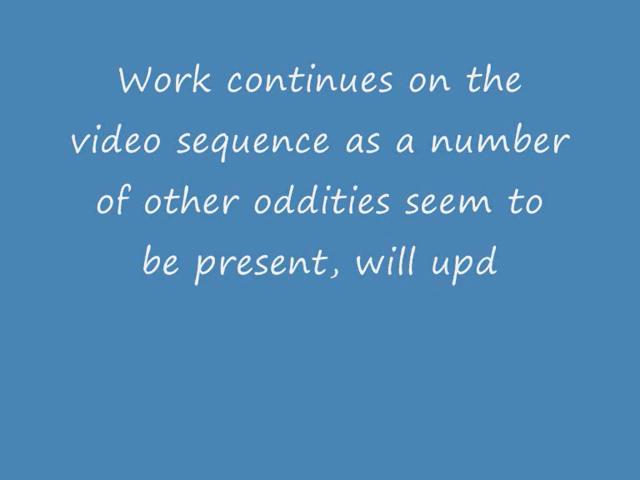 Work continues on the
video sequence as a number
of other oddities seem to
be present, will upd